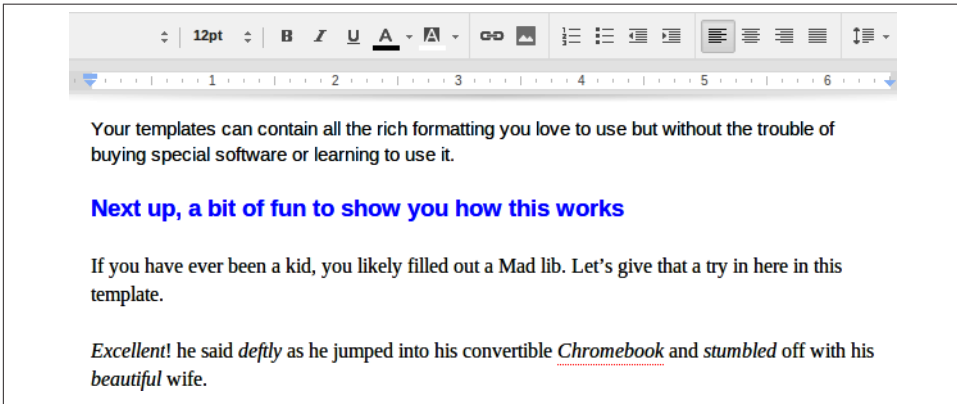 12pt B I U A A
1 2 3 4 5 6
Your templates can contain all the rich formatting you love to use but without the trouble of
buying special software or learning to use it.
Next up, a bit of fun to show you how this works
If you have ever been a kid, you likely filled out a Mad lib. Let’s give that a try in here in this
template.
Excellent! he said deftly as he jumped into his convertible Chromebook and stumbled off with his
beautiful wife.